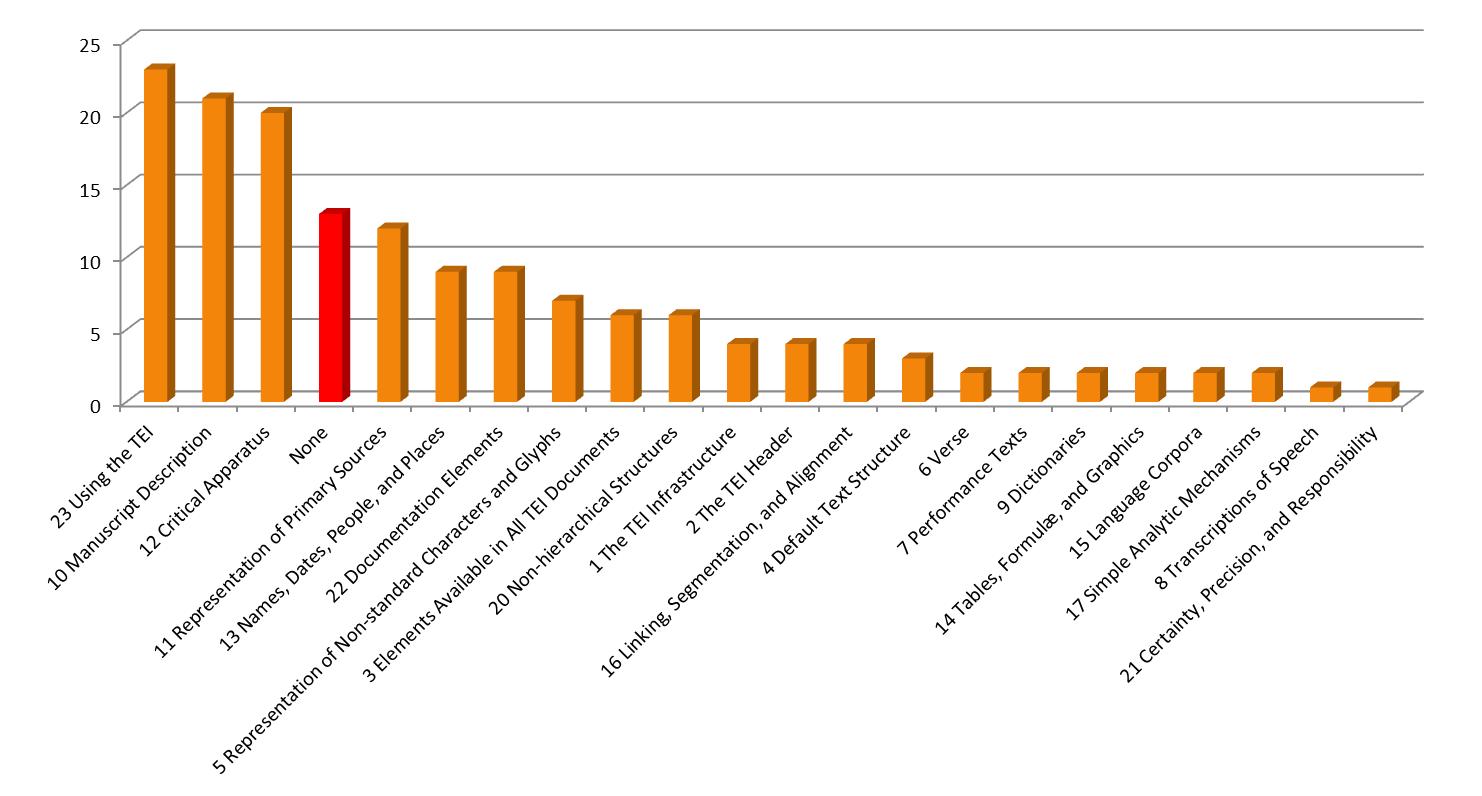 25
20
15
10
5
0
23 Using the TEI
10 Manuscript Description
12 Critical Apparatus
None
11 Representation of Primary Sources
13 Names, Dates, People, and Places
22 Documentation Elements
5 Representation of Non-standard Characters and Glyphs
3 Elements Available in All TEI Documents
20 Non-hierarchical Structures
1 The TEI Infrastructure
2 The TEI Header
16 Linking, Segmentation, and Alignment
4 Default Text Structure
6 Verse
7 Performance Texts
9 Dictionaries
14 Tables, Formulæ, and Graphics
15 Language Corpora
17 Simple Analytic Mechanisms
8 Transcriptions of Speech
21 Certainty, Precision, and Responsibility